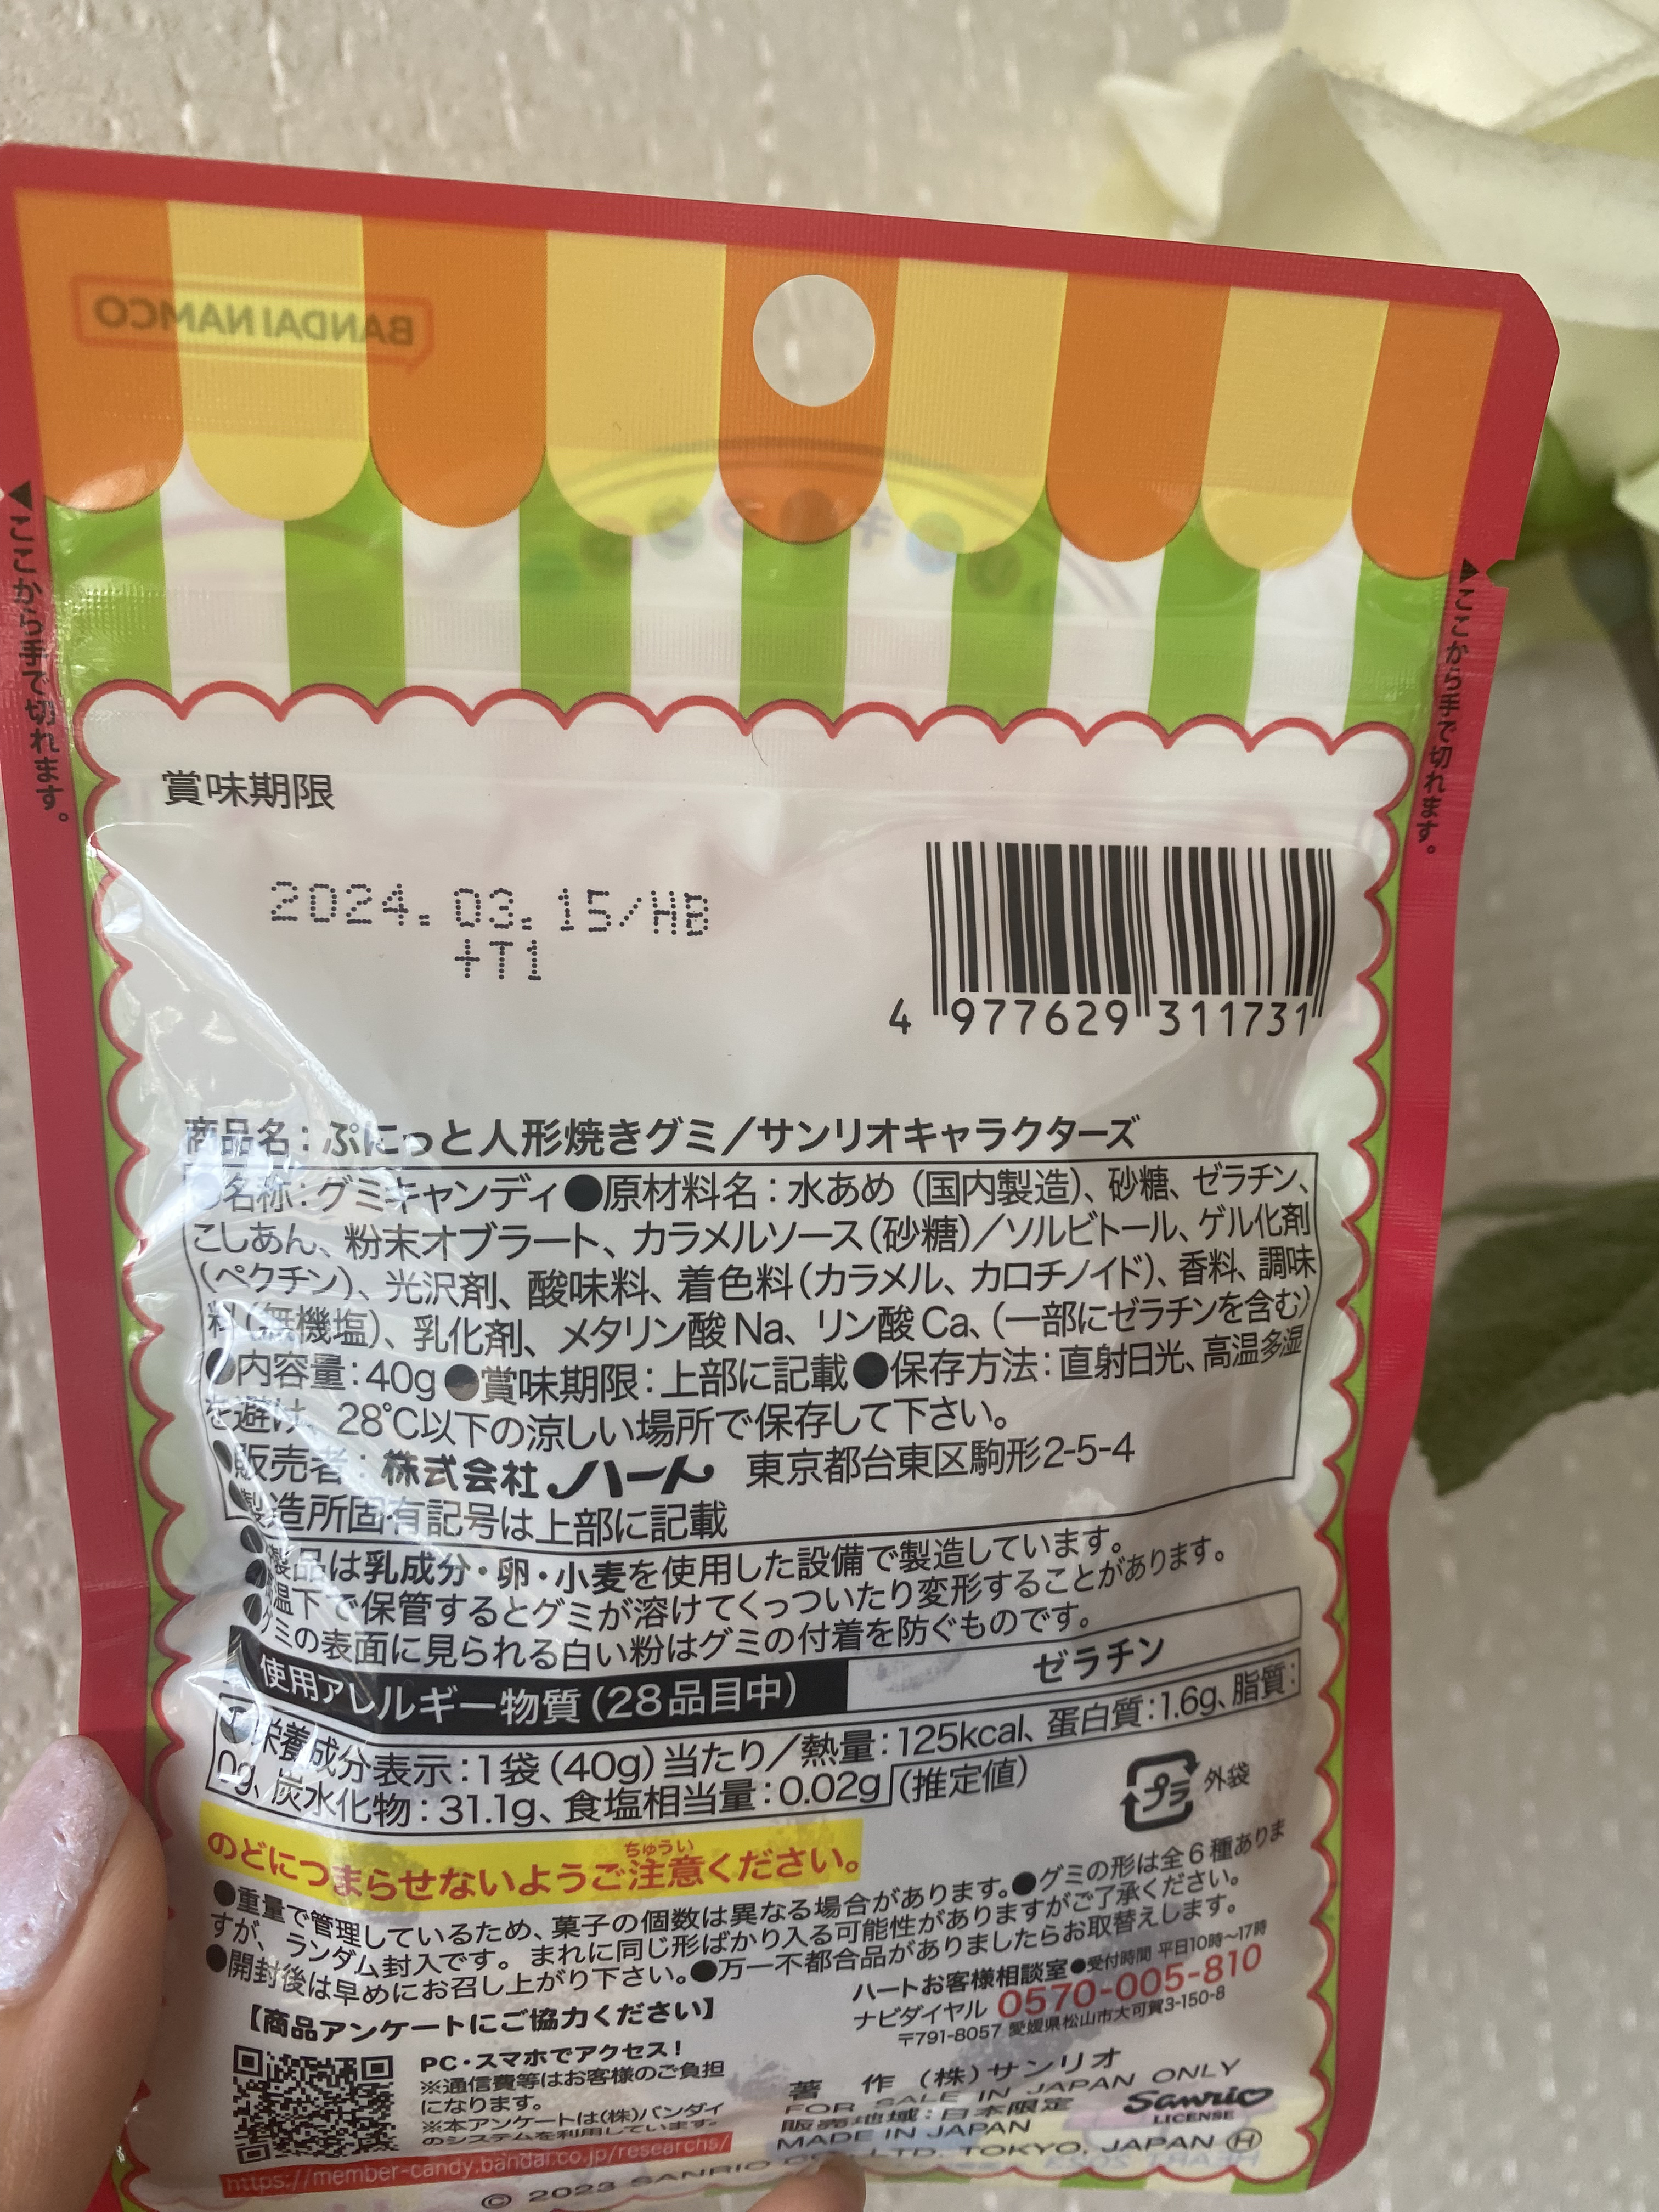 BANDAI NAMCO
▲ここから手で切れます。
▲ここから手で切れます。
賞味期限
2024.03.15/HB
+T1
4 977629 311731
商品名：ぷにっと人形焼きグミ／サンリオキャラクターズ
●名称：グミキャンディ●原材料名：水あめ（国内製造）、砂糖、ゼラチン、
こしあん、粉末オブラート、カラメルソース（砂糖）／ソルビトール、ゲル化剤
（ペクチン）、光沢剤、酸味料、着色料（カラメル、カロチノイド）、香料、調味
料（無機塩）、乳化剤、メタリン酸Na、リン酸Ca、（一部にゼラチンを含む）
●内容量：40g●賞味期限：上部に記載●保存方法：直射日光、高温多湿
を避け、28℃以下の涼しい場所で保存して下さい。
●販売者：株式会社ハート 東京都台東区駒形2-5-4
●製造所固有記号は上部に記載
製品は乳成分・卵・小麦を使用した設備で製造しています。
温下で保管するとグミが溶けてくっついたり変形することがあります。
●グミの表面に見られる白い粉はグミの付着を防ぐものです。
使用アレルギー物質（28品目中） ゼラチン
栄養成分表示：1袋（40g）当たり／熱量：125kcal、蛋白質：1.6g、脂質：
0g、炭水化物：31.1g、食塩相当量：0.02g（推定値）
プラ 外袋
のどにつまらせないようご注意ください。
ちゅうい
●重量で管理しているため、菓子の個数は異なる場合があります。●グミの形は全6種ありま
すが、ランダム封入です。まれに同じ形ばかり入る可能性がありますがご了承ください。
●開封後は早めにお召し上がり下さい。●万一不都合品がありましたらお取替えします。
【商品アンケートにご協力ください】
PC・スマホでアクセス！
※通信費等はお客様のご負担
になります。
※本アンケートは（株）バンダイ
のシステムを利用しています。
https://member-candy.bandai.co.jp/researchs/
ハートお客様相談室●受付時間 平日10時～17時
ナビダイヤル 0570-005-810
〒791-8057 愛媛県松山市大可賀3-150-8
著 作（株）サンリオ
FOR SALE IN JAPAN ONLY
販売地域：日本限定
MADE IN JAPAN
Sanrio
LICENSE
© 2023 SANRIO CO., LTD. TOKYO, JAPAN Ⓗ